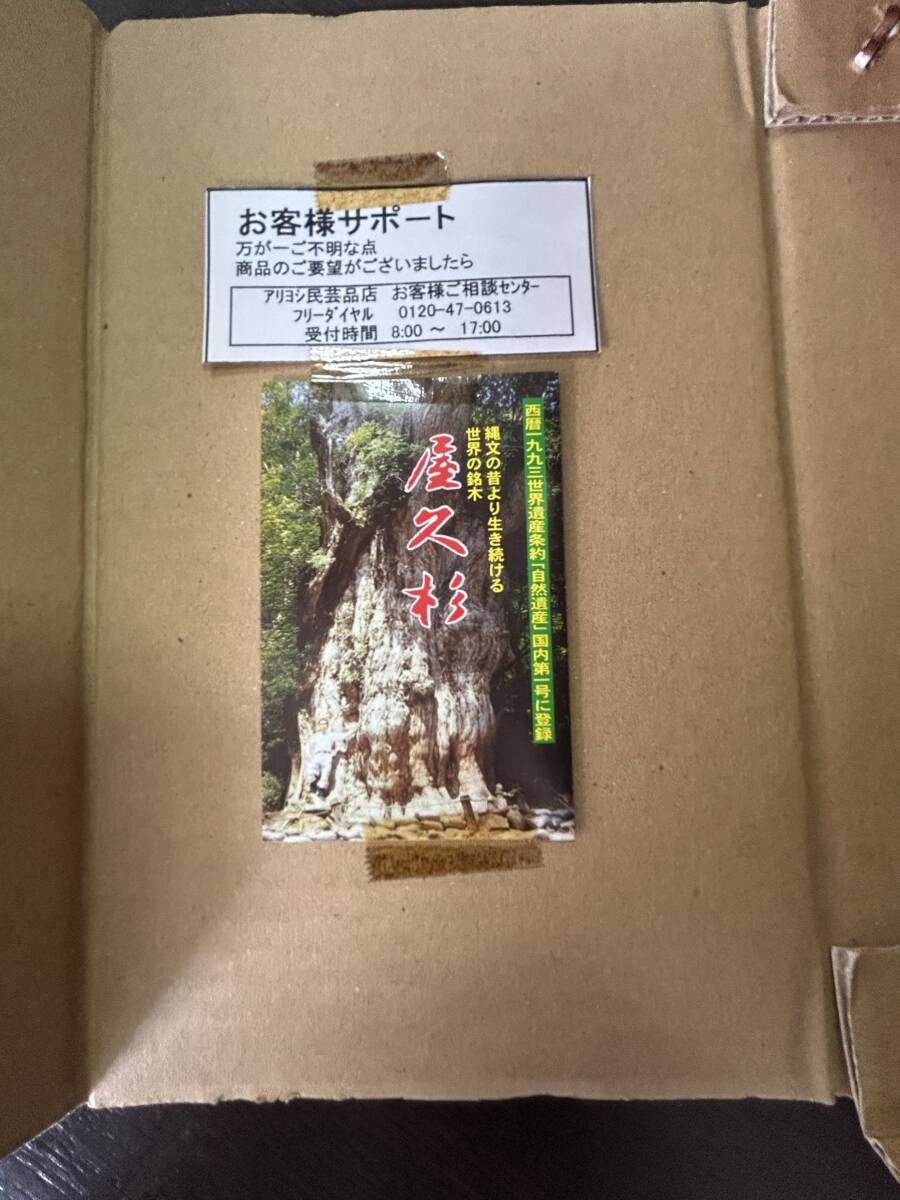 お客様サポート
万が一ご不明な点
商品のご要望がございましたら
アリヨシ民芸品店 お客様ご相談センター
フリーダイヤル 0120-47-0613
受付時間 8:00 ～ 17:00
西暦一九九三世界遺産条約「自然遺産」国内第一号に登録
縄文の昔より生き続ける
世界の銘木
屋久杉